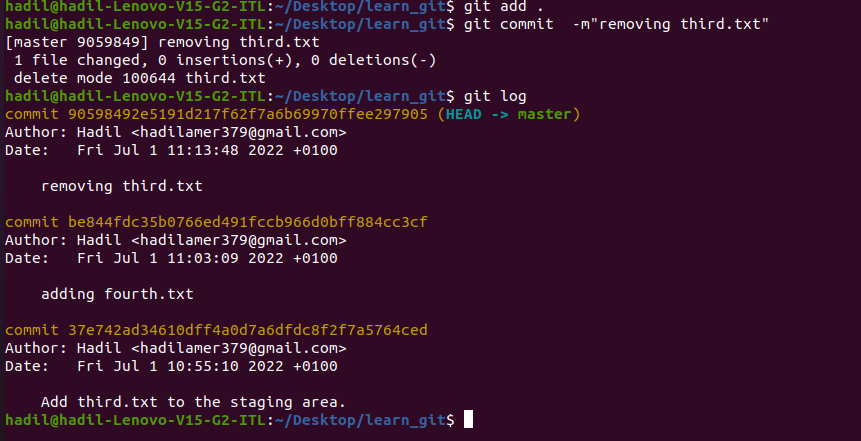 hadil@hadil-Lenovo-V15-G2-ITL:~/Desktop/learn_git$ git add .
hadil@hadil-Lenovo-V15-G2-ITL:~/Desktop/learn_git$ git commit  -m"removing third.txt"
[master 9059849] removing third.txt
 1 file changed, 0 insertions(+), 0 deletions(-)
 delete mode 100644 third.txt
hadil@hadil-Lenovo-V15-G2-ITL:~/Desktop/learn_git$ git log
commit 90598492e5191d217f62f7a6b69970ffee297905 (HEAD -> master)
Author: Hadil <hadilamer379@gmail.com>
Date:   Fri Jul 1 11:13:48 2022 +0100

    removing third.txt

commit be844fdc35b0766ed491fccb966d0bff884cc3cf
Author: Hadil <hadilamer379@gmail.com>
Date:   Fri Jul 1 11:03:09 2022 +0100

    adding fourth.txt

commit 37e742ad34610dff4a0d7a6dfdc8f2f7a5764ced
Author: Hadil <hadilamer379@gmail.com>
Date:   Fri Jul 1 10:55:10 2022 +0100

    Add third.txt to the staging area.
hadil@hadil-Lenovo-V15-G2-ITL:~/Desktop/learn_git$